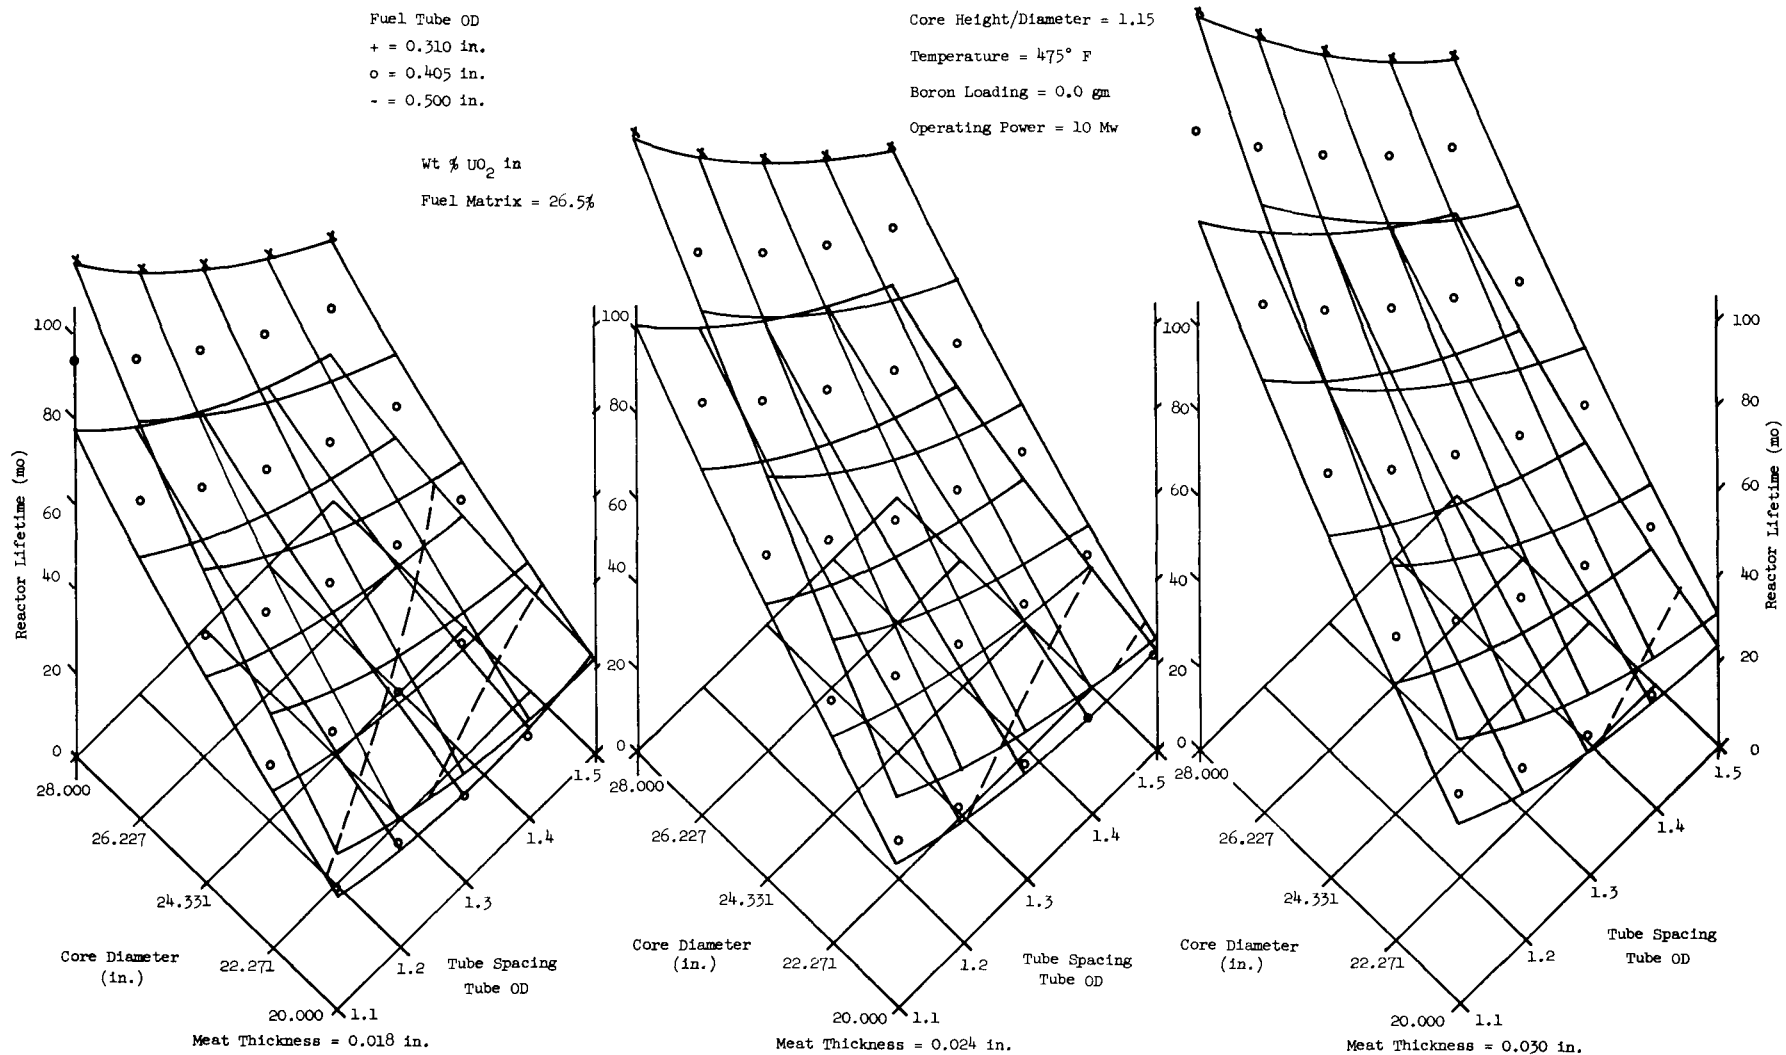 Fuel Tube OD
+ = 0.310 in.
o = 0.405 in.
- = 0.500 in.
Wt % UO2 in
Fuel Matrix = 26.5%
Core Height/Diameter = 1.15
Temperature = 475° F
Boron Loading = 0.0 gm
Operating Power = 10 Mw
Reactor Lifetime (mo)
100
80
60
40
20
0
28.000
26.227
24.331
22.271
20.000
1.1
1.2
1.3
1.4
1.5
Core Diameter
(in.)
Tube Spacing
Tube OD
Meat Thickness = 0.018 in.
100
80
60
40
20
0
28.000
26.227
24.331
22.271
20.000
1.1
1.2
1.3
1.4
1.5
Core Diameter
(in.)
Tube Spacing
Tube OD
Meat Thickness = 0.024 in.
100
80
60
40
20
0
28.000
26.227
24.331
22.271
20.000
1.1
1.2
1.3
1.4
1.5
Core Diameter
(in.)
Tube Spacing
Tube OD
Meat Thickness = 0.030 in.
100
80
60
40
20
0
Reactor Lifetime (mo)